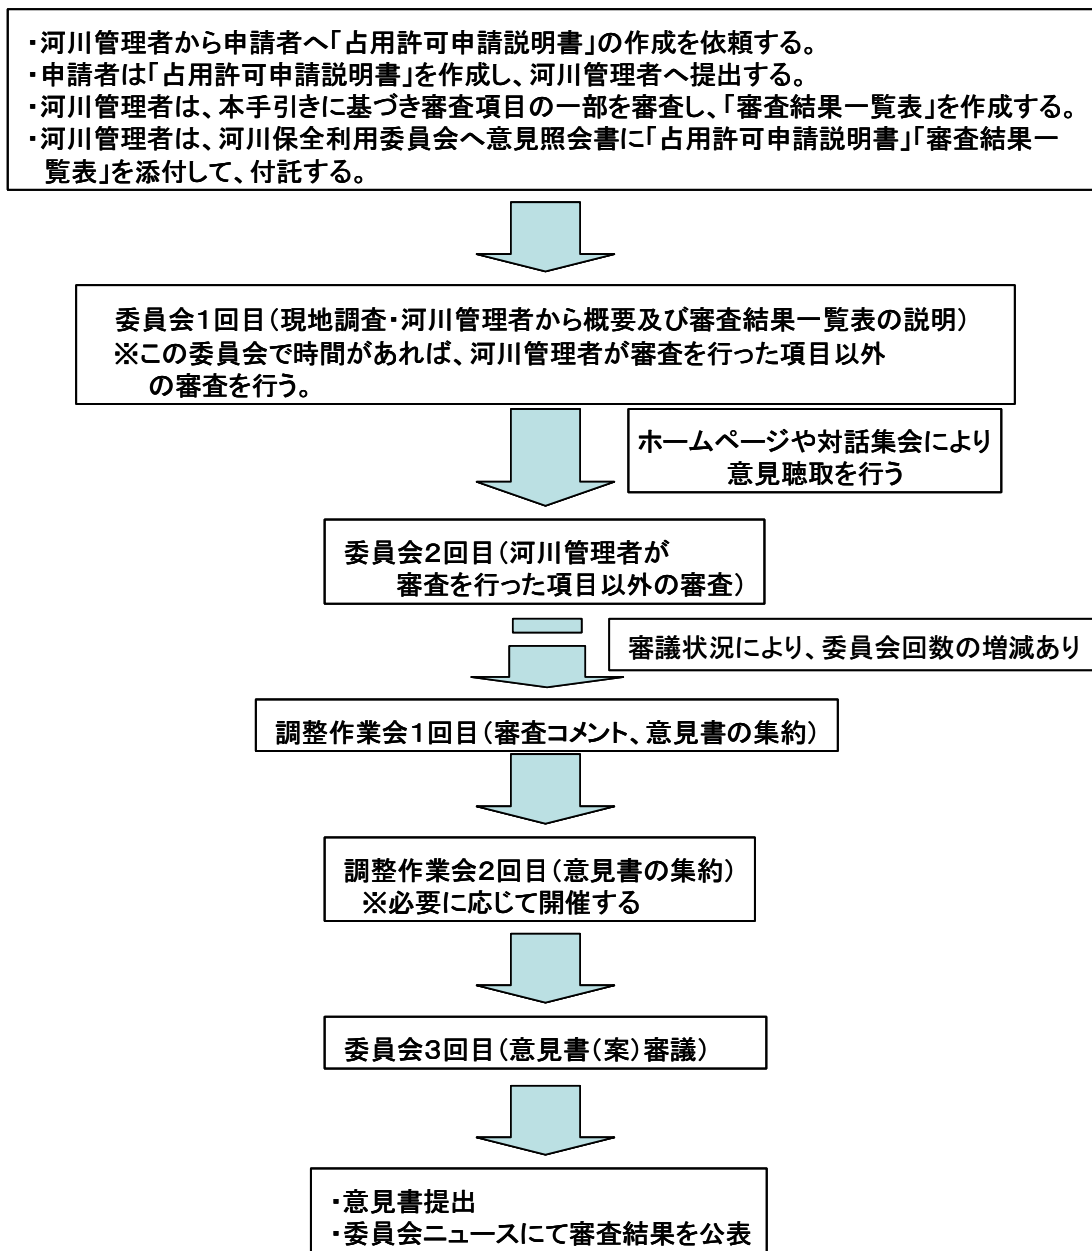 ・河川管理者から申請者へ「占用許可申請説明書」の作成を依頼する。
・申請者は「占用許可申請説明書」を作成し、河川管理者へ提出する。
・河川管理者は、本手引きに基づき審査項目の一部を審査し、「審査結果一覧表」を作成する。
・河川管理者は、河川保全利用委員会へ意見照会書に「占用許可申請説明書」「審査結果一
覧表」を添付して、付託する。
委員会1回目（現地調査・河川管理者から概要及び審査結果一覧表の説明）
※この委員会で時間があれば、河川管理者が審査を行った項目以外
の審査を行う。
ホームページや対話集会により
意見聴取を行う
委員会2回目（河川管理者が
審査を行った項目以外の審査）
審議状況により、委員会回数の増減あり
調整作業会1回目（審査コメント、意見書の集約）
調整作業会2回目（意見書の集約）
※必要に応じて開催する
委員会3回目（意見書（案）審議）
・意見書提出
・委員会ニュースにて審査結果を公表